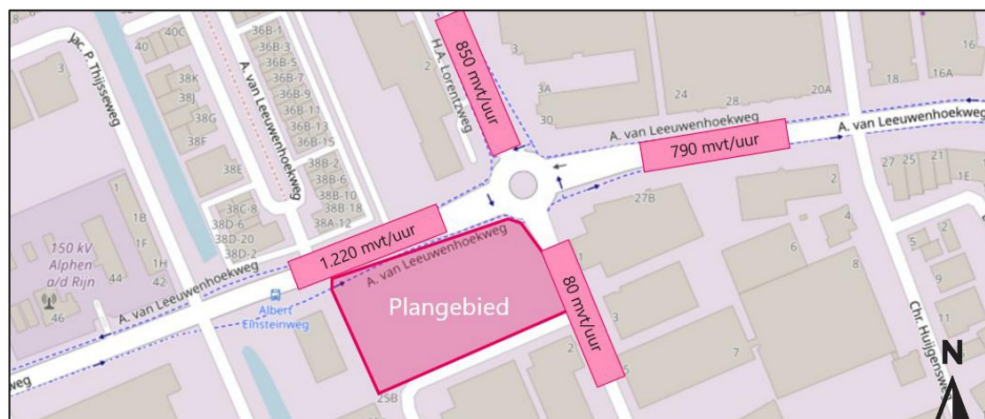 Jac. P. Thijsseweg
3
40
40C
38K
38J
38G
38F
38E
A. van Leeuwenhoekweg
36B-1
36B-3
36B-5
36B-7
36B-9
36B-11
36B-13
36B-15
38B-2
38B-6
38B-10
38B-18
38A-12
38C-8
38D-6
38D-20
38D-2
H.A. Lorentzweg
2
850 mvt/uur
3
3A
30
24
28
20A
18
16
16A
A. van Leeuwenhoekweg
A. van Leeuwenhoekweg
790 mvt/uur
27
25
21
1E
27B
2
4
5
2
9
11
6
8
7
150 kV
Alphen
a/d Rijn
1
1B
1F
1H
44
42
46
A. van Leeuwenhoekweg
Albert
Einsteinweg
1.220 mvt/uur
A. van Leeuwenhoekweg
Plangebied
80 mvt/uur
1
3
2
5
25B
weg
Chr. Huijgensweg
N